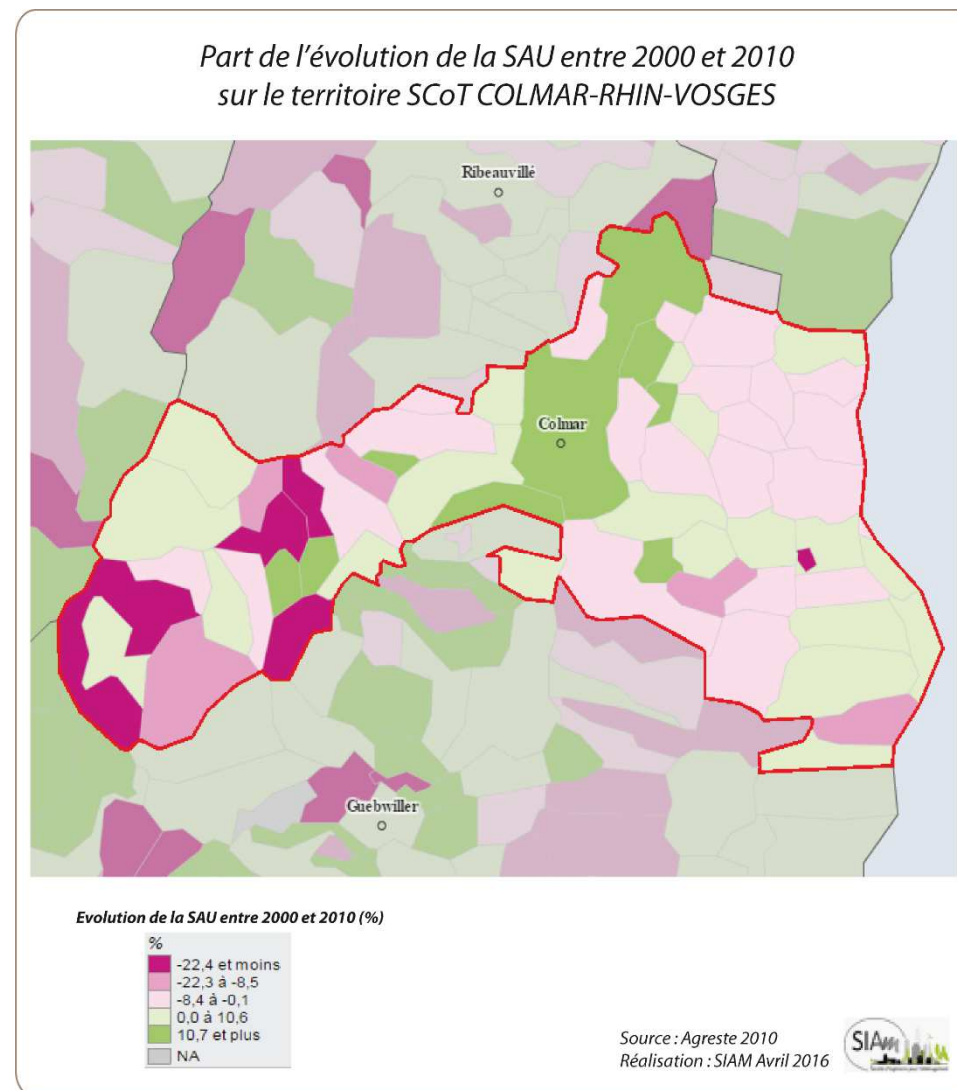 Part de l'évolution de la SAU entre 2000 et 2010
sur le territoire SCoT COLMAR-RHIN-VOSGES
Ribeauvillé
Colmar
Guebwiller
Evolution de la SAU entre 2000 et 2010 (%)
%
-22,4 et moins
-22,3 à -8,5
-8,4 à -0,1
0,0 à 10,6
10,7 et plus
NA
Source : Agreste 2010
Réalisation : SIAM Avril 2016
SIAm